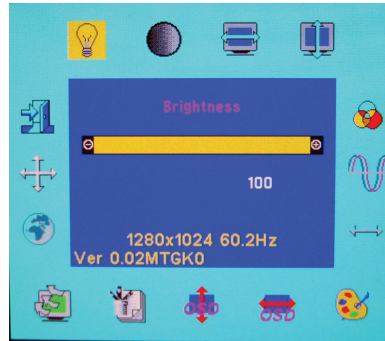 Brightness
100
1280x1024 60.2Hz
Ver 0.02MTGK0
OSD
OSD